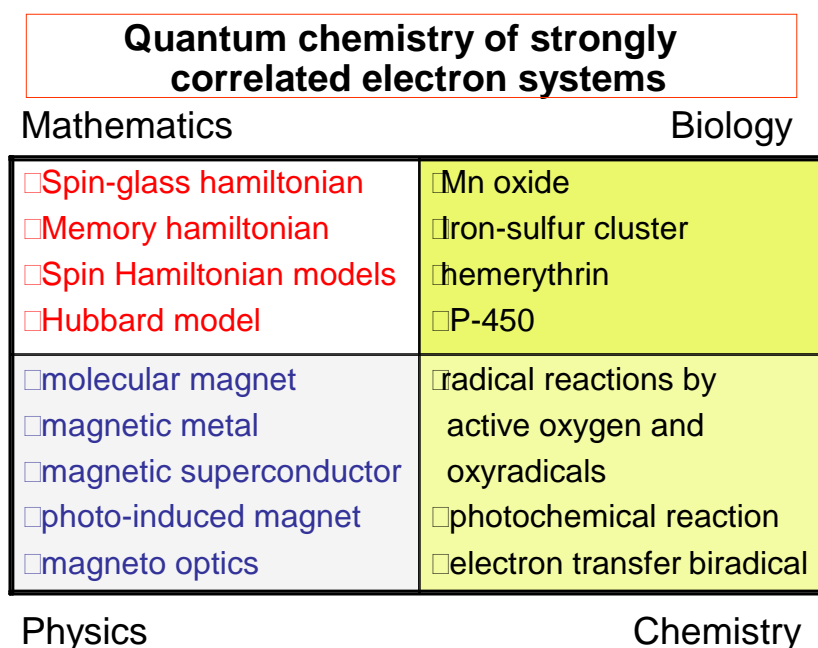 Quantum chemistry of strongly
correlated electron systems
Mathematics
Biology
□Spin-glass hamiltonian
□Memory hamiltonian
□Spin Hamiltonian models
□Hubbard model
□Mn oxide
□Iron-sulfur cluster
□hemerythrin
□P-450
□molecular magnet
□magnetic metal
□magnetic superconductor
□photo-induced magnet
□magneto optics
□radical reactions by
active oxygen and
oxyradicals
□photochemical reaction
□electron transfer biradical
Physics
Chemistry